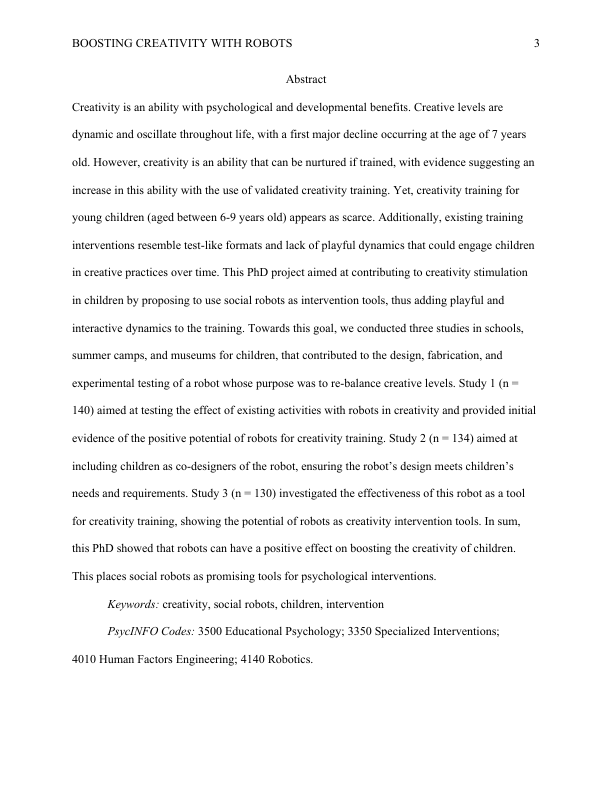 BOOSTING CREATIVITY WITH ROBOTS 3
Abstract
Creativity is an ability with psychological and developmental benefits. Creative levels are
dynamic and oscillate throughout life, with a first major decline occurring at the age of 7 years
old. However, creativity is an ability that can be nurtured if trained, with evidence suggesting an
increase in this ability with the use of validated creativity training. Yet, creativity training for
young children (aged between 6-9 years old) appears as scarce. Additionally, existing training
interventions resemble test-like formats and lack of playful dynamics that could engage children
in creative practices over time. This PhD project aimed at contributing to creativity stimulation
in children by proposing to use social robots as intervention tools, thus adding playful and
interactive dynamics to the training. Towards this goal, we conducted three studies in schools,
summer camps, and museums for children, that contributed to the design, fabrication, and
experimental testing of a robot whose purpose was to re-balance creative levels. Study 1 (n =
140) aimed at testing the effect of existing activities with robots in creativity and provided initial
evidence of the positive potential of robots for creativity training. Study 2 (n = 134) aimed at
including children as co-designers of the robot, ensuring the robot’s design meets children’s
needs and requirements. Study 3 (n = 130) investigated the effectiveness of this robot as a tool
for creativity training, showing the potential of robots as creativity intervention tools. In sum,
this PhD showed that robots can have a positive effect on boosting the creativity of children.
This places social robots as promising tools for psychological interventions.
Keywords: creativity, social robots, children, intervention
PsycINFO Codes: 3500 Educational Psychology; 3350 Specialized Interventions;
4010 Human Factors Engineering; 4140 Robotics.